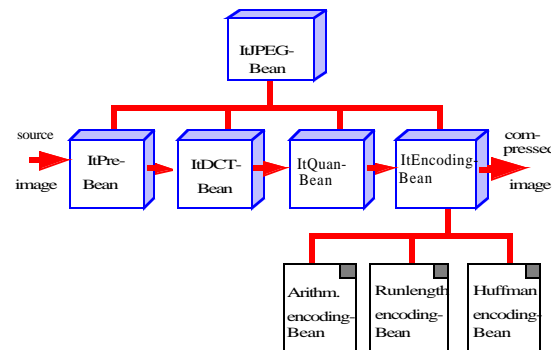 ItJPEG-
Bean
source
image
ItPre-
Bean
ItDCT-
Bean
ItQuan-
Bean
ItEncoding-
Bean
com-
pressed
image
Arithm.
encoding-
Bean
Runlength
encoding-
Bean
Huffman
encoding-
Bean